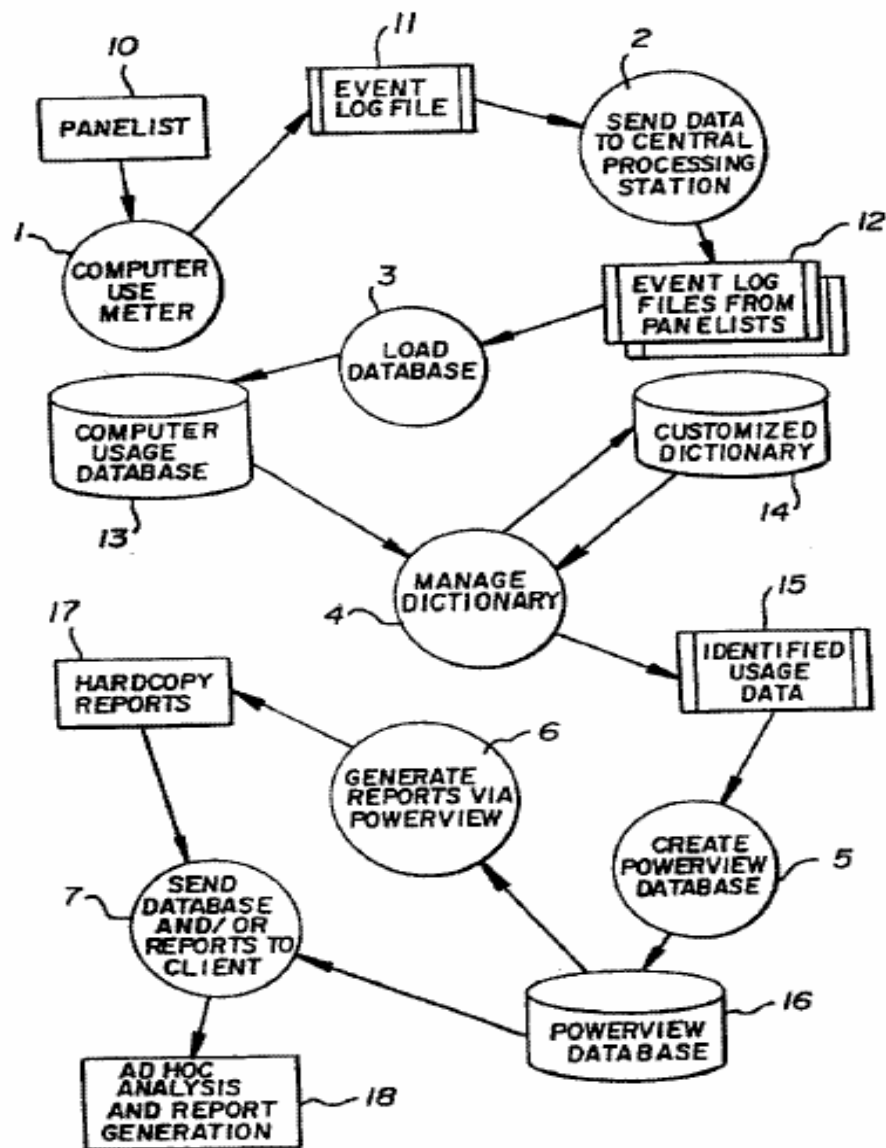 10
PANELIST
11
EVENT
LOG FILE
2
SEND DATA
TO CENTRAL
PROCESSING
STATION
1
COMPUTER
USE
METER
12
EVENT LOG
FILES FROM
PANELISTS
3
LOAD
DATABASE
COMPUTER
USAGE
DATABASE
13
CUSTOMIZED
DICTIONARY
14
MANAGE
DICTIONARY
4
15
IDENTIFIED
USAGE
DATA
17
HARDCOPY
REPORTS
6
GENERATE
REPORTS VIA
POWERVIEW
CREATE
POWERVIEW
DATABASE
5
7
SEND
DATABASE
AND/OR
REPORTS TO
CLIENT
POWERVIEW
DATABASE
16
AD HOC
ANALYSIS
AND REPORT
GENERATION
18